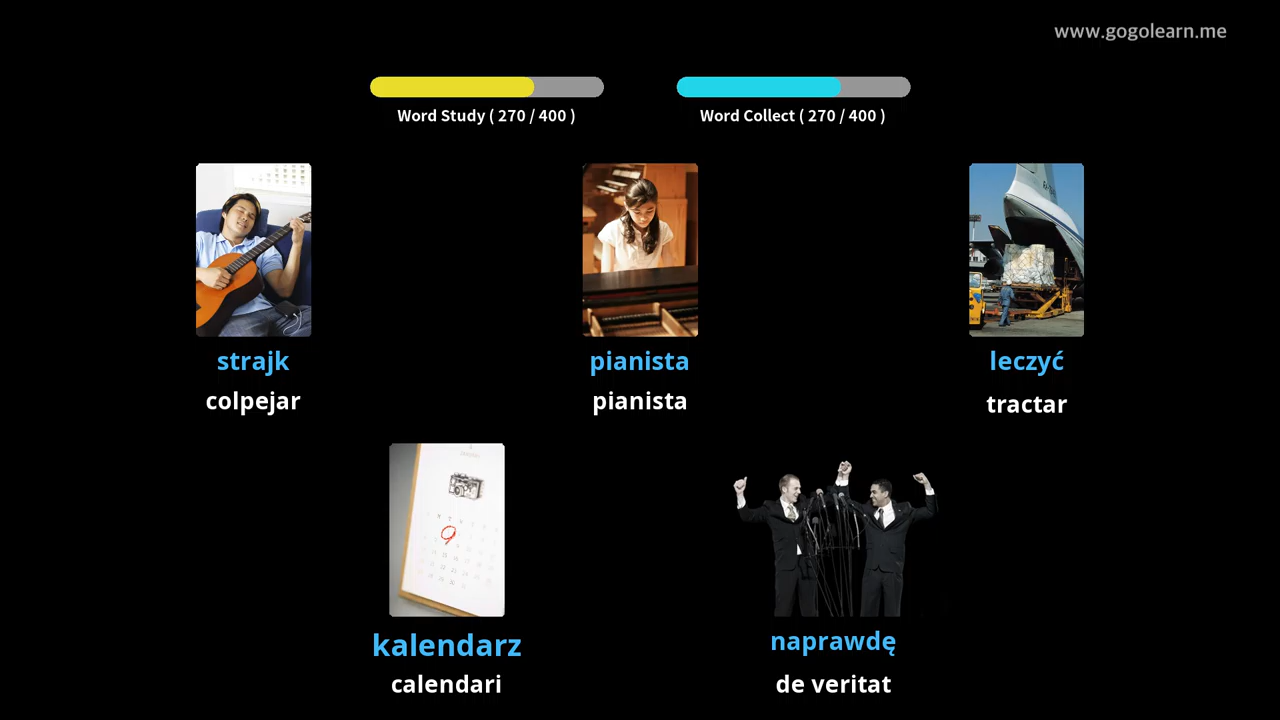 www.gogolearn.me
Word Study ( 270 / 400 )
Word Collect ( 270 / 400 )
strajk
colpejar
pianista
pianista
leczyć
tractar
kalendarz
calendari
naprawdę
de veritat